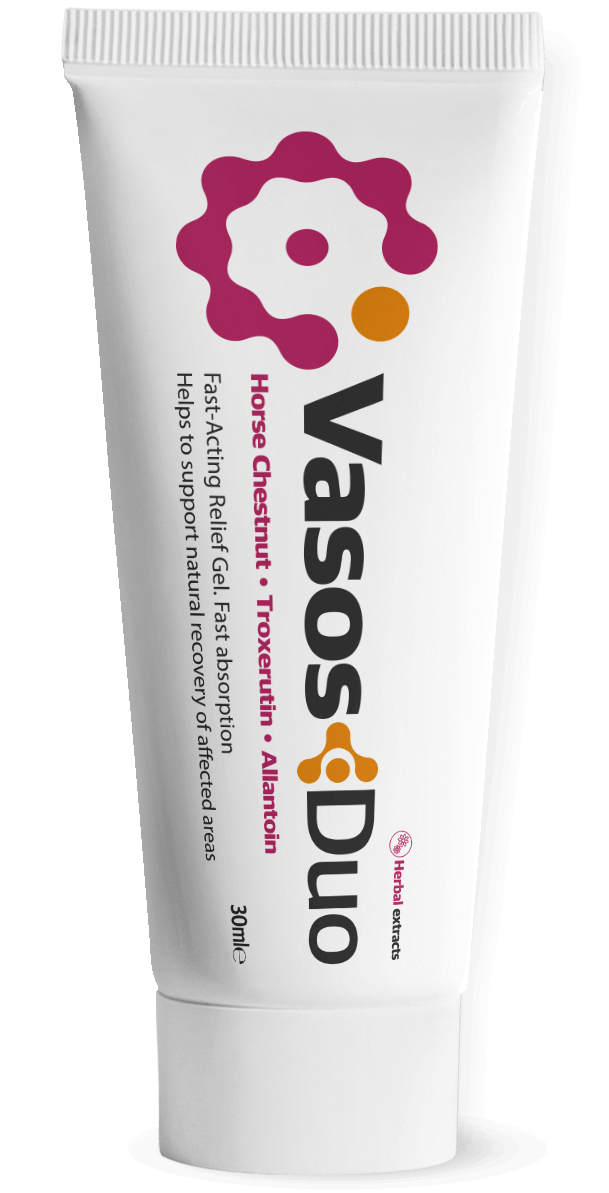 Herbal extracts
Vasos Duo
Horse Chestnut • Troxerutin • Allantoin
Fast-Acting Relief Gel. Fast absorption
Helps to support natural recovery of affected areas
30ml℮